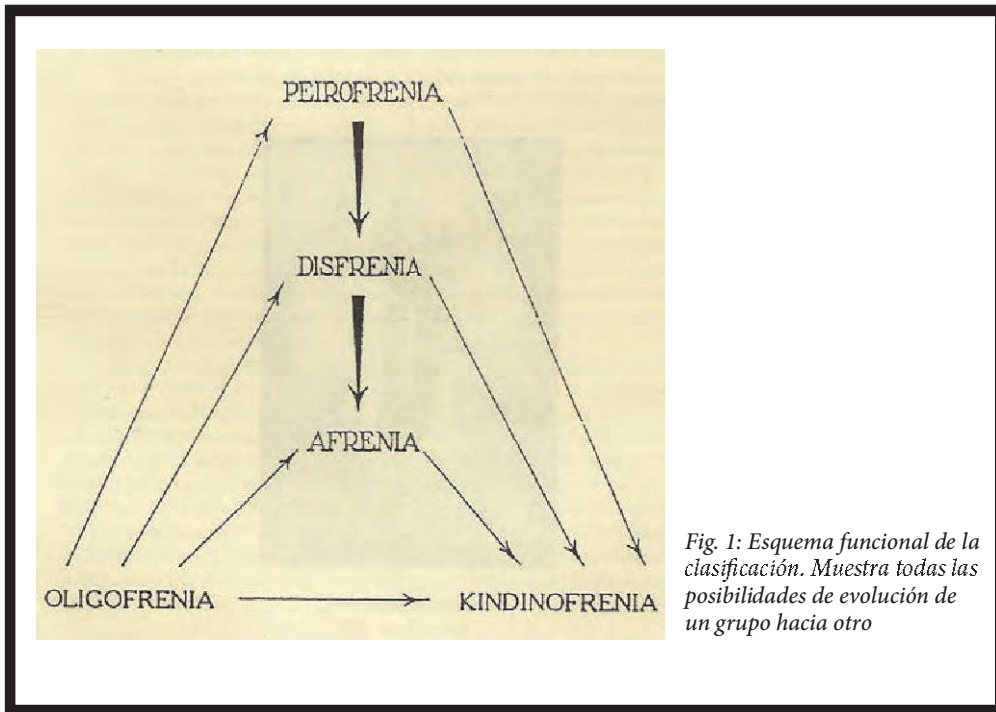 PEIROFRENIA
DISFRENIA
AFRENIA
OLIGOFRENIA
KINDINOFRENIA
Fig. 1: Esquema funcional de la
clasificación. Muestra todas las
posibilidades de evolución de
un grupo hacia otro